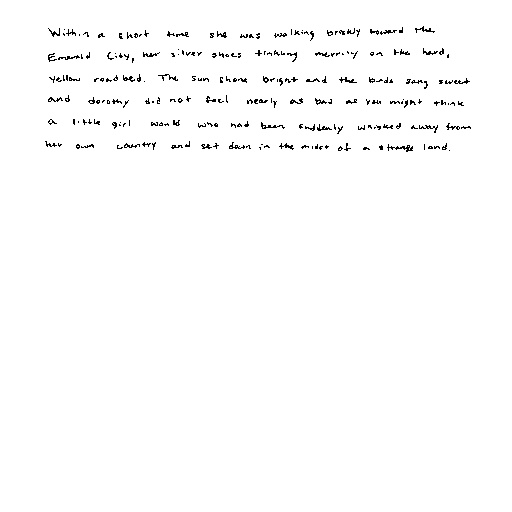 Within a short time she was walking briskly toward the
Emerald City, her silver shoes tinkling merrily on the hard,
yellow roadbed. The sun shone bright and the birds sang sweet
and dorothy did not feel nearly as bad as you might think
a little girl would who had been suddenly whisked away from
her own country and set down in the midst of a strange land.